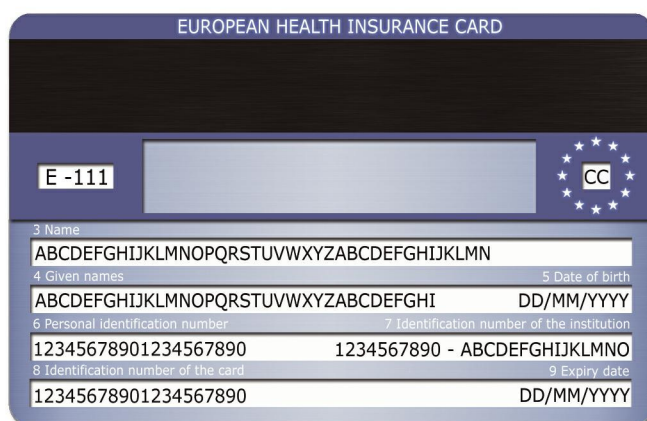 EUROPEAN HEALTH INSURANCE CARD
E -111
CC
3 Name
ABCDEFGHIJKLMNOPQRSTUVWXYZABCDEFGHIJKLMN
4 Given names 5 Date of birth
ABCDEFGHIJKLMNOPQRSTUVWXYZABCDEFGHI DD/MM/YYYY
6 Personal identification number 7 Identification number of the institution
12345678901234567890 1234567890 - ABCDEFGHIJKLMNO
8 Identification number of the card 9 Expiry date
12345678901234567890 DD/MM/YYYY